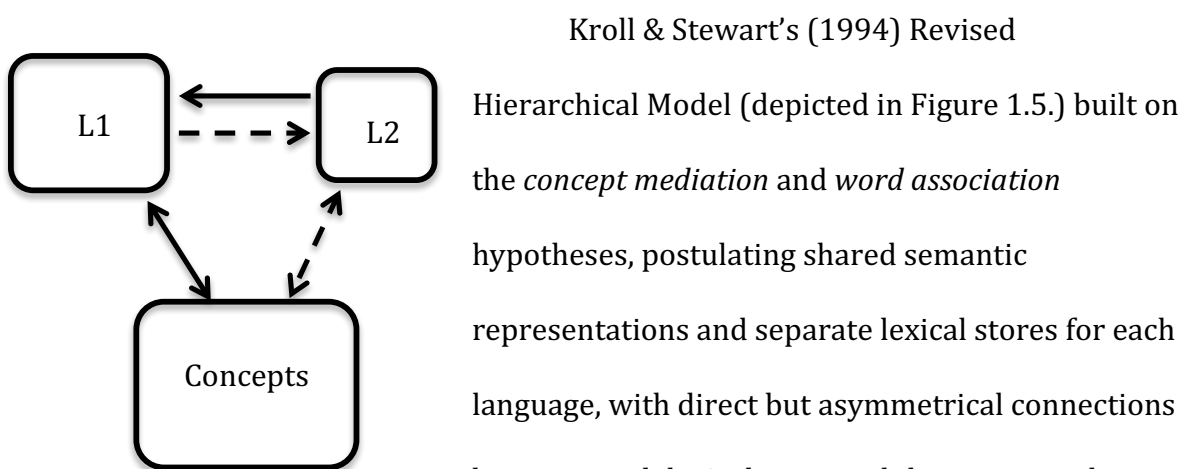 L1
L2
Concepts
Kroll & Stewart’s (1994) Revised
Hierarchical Model (depicted in Figure 1.5.) built on
the concept mediation and word association
hypotheses, postulating shared semantic
representations and separate lexical stores for each
language, with direct but asymmetrical connections